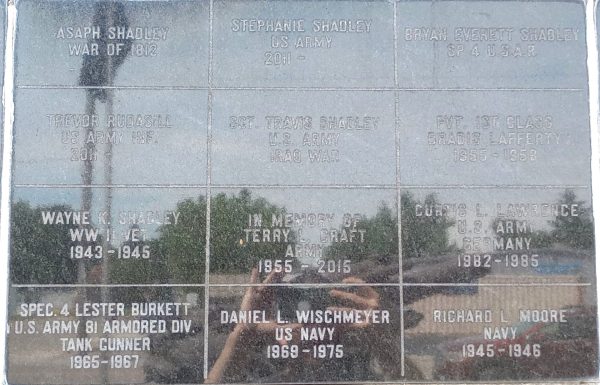 ASAPH SHADLEY
WAR OF 1812
STEPHANIE SHADLEY
US ARMY
2011 -
BRYAN EVERETT SHADLEY
SP 4 U.S.A.R.
TREVOR RUDASILL
US ARMY INF.
2011
SGT. TRAVIS SHADLEY
U.S. ARMY
IRAQ WAR
PVT. 1ST CLASS
BRADIS LAFFERTY
WAYNE K. SHADLEY
WW II VET
1943-1945
IN MEMORY OF
TERRY L. CRAFT
ARMY
1955 - 2015
CURTIS L. LAWRENCE
U.S. ARMY
GERMANY
1982-1985
SPEC. 4 LESTER BURKETT
U.S. ARMY 81 ARMORED DIV.
TANK GUNNER
1965-1967
DANIEL L. WISCHMEYER
US NAVY
1969 - 1975
RICHARD L. MOORE
NAVY
1945-1946